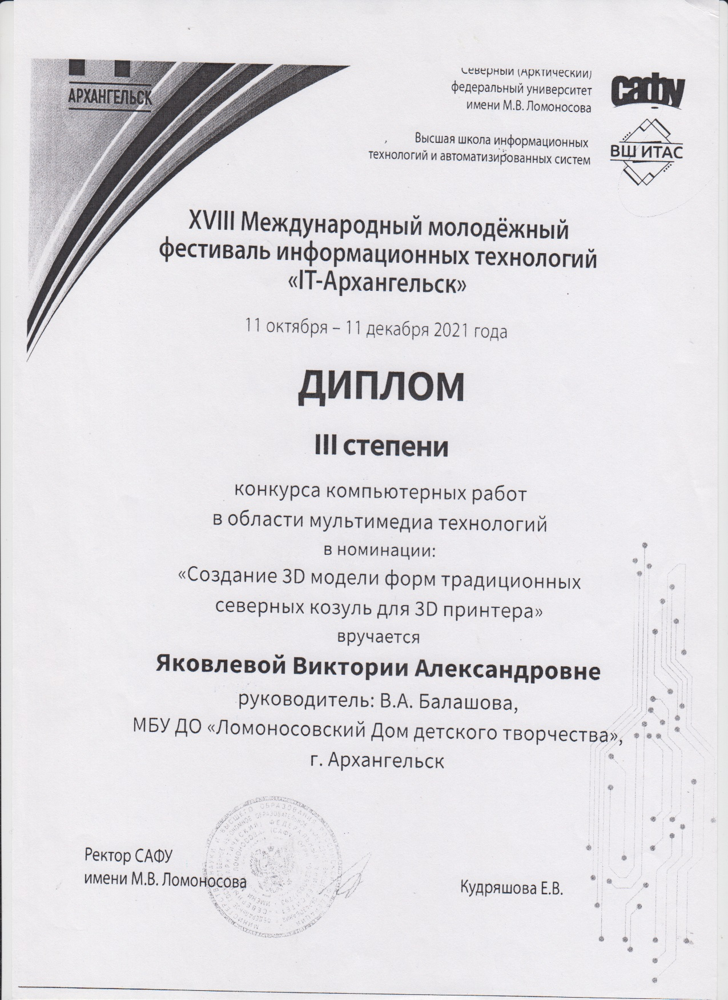 АРХАНГЕЛЬСК
Северный (Арктический)
федеральный университет
имени М.В. Ломоносова
сафу
Высшая школа информационных
технологий и автоматизированных систем
ВШ ИТАС
XVIII Международный молодёжный
фестиваль информационных технологий
«IT-Архангельск»
11 октября – 11 декабря 2021 года
ДИПЛОМ
III степени
конкурса компьютерных работ
в области мультимедиа технологий
в номинации:
«Создание 3D модели форм традиционных
северных козуль для 3D принтера»
вручается
Яковлевой Виктории Александровне
руководитель: В.А. Балашова,
МБУ ДО «Ломоносовский Дом детского творчества»,
г. Архангельск
Ректор САФУ
имени М.В. Ломоносова
Кудряшова Е.В.